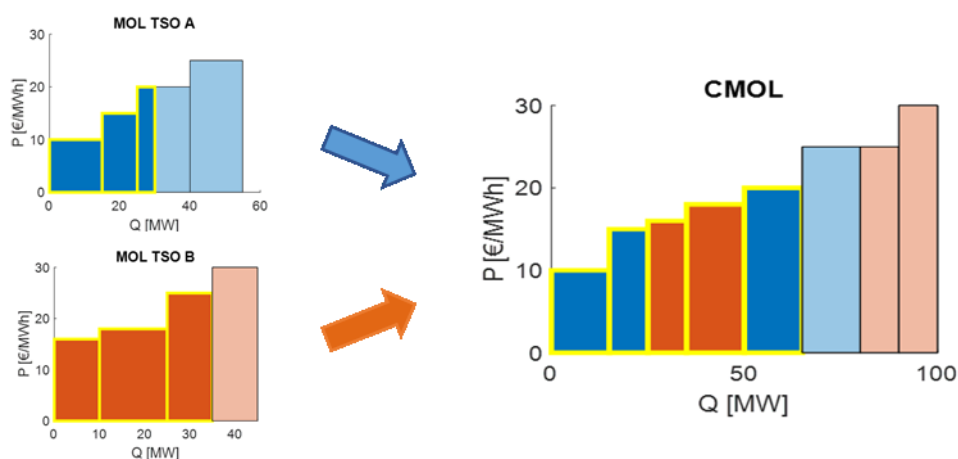 MOL TSO A
P [€/MWh]
30
20
10
0
0 20 40 60
Q [MW]
MOL TSO B
P [€/MWh]
30
20
10
0
0 10 20 30 40
Q [MW]
CMOL
P [€/MWh]
30
20
10
0
0 50 100
Q [MW]